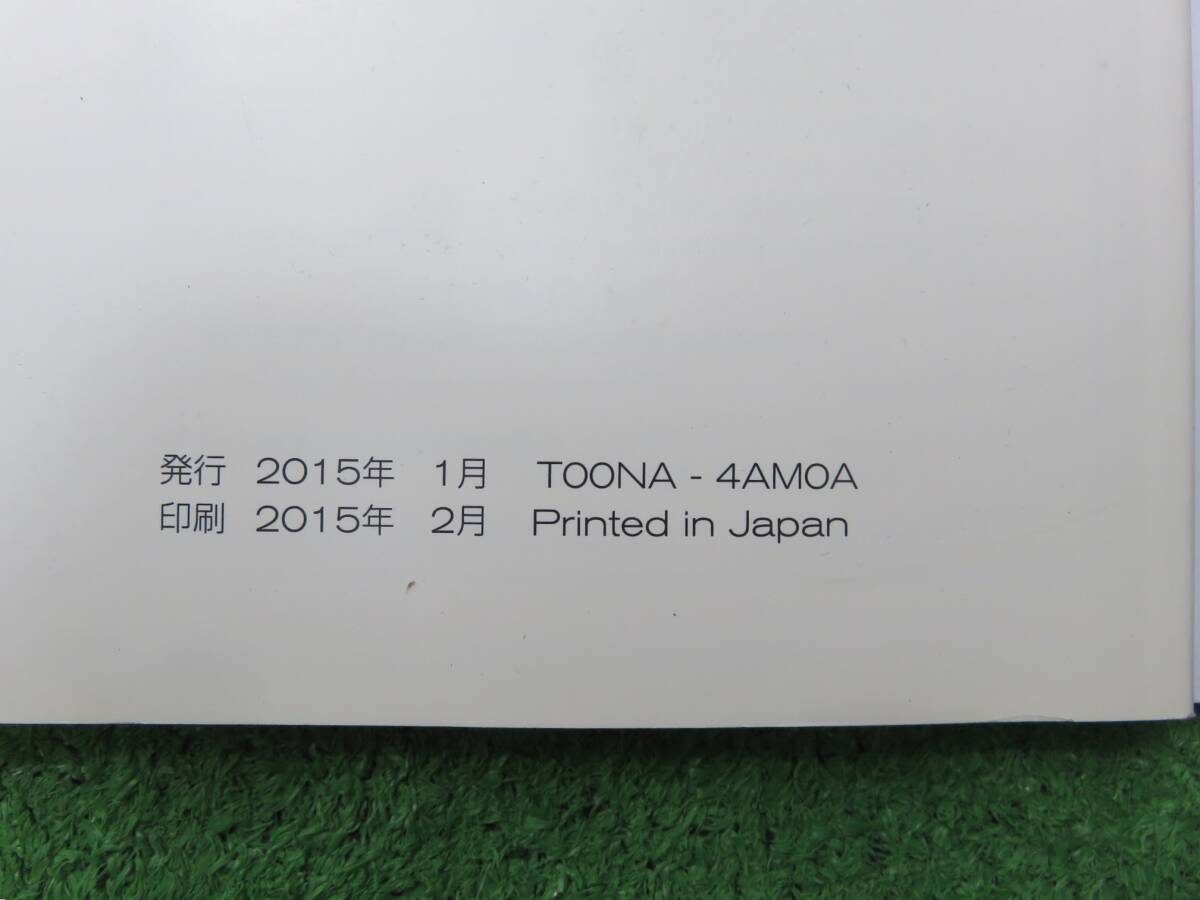 発行 2015年 1月 T00NA - 4AM0A
印刷 2015年 2月 Printed in Japan